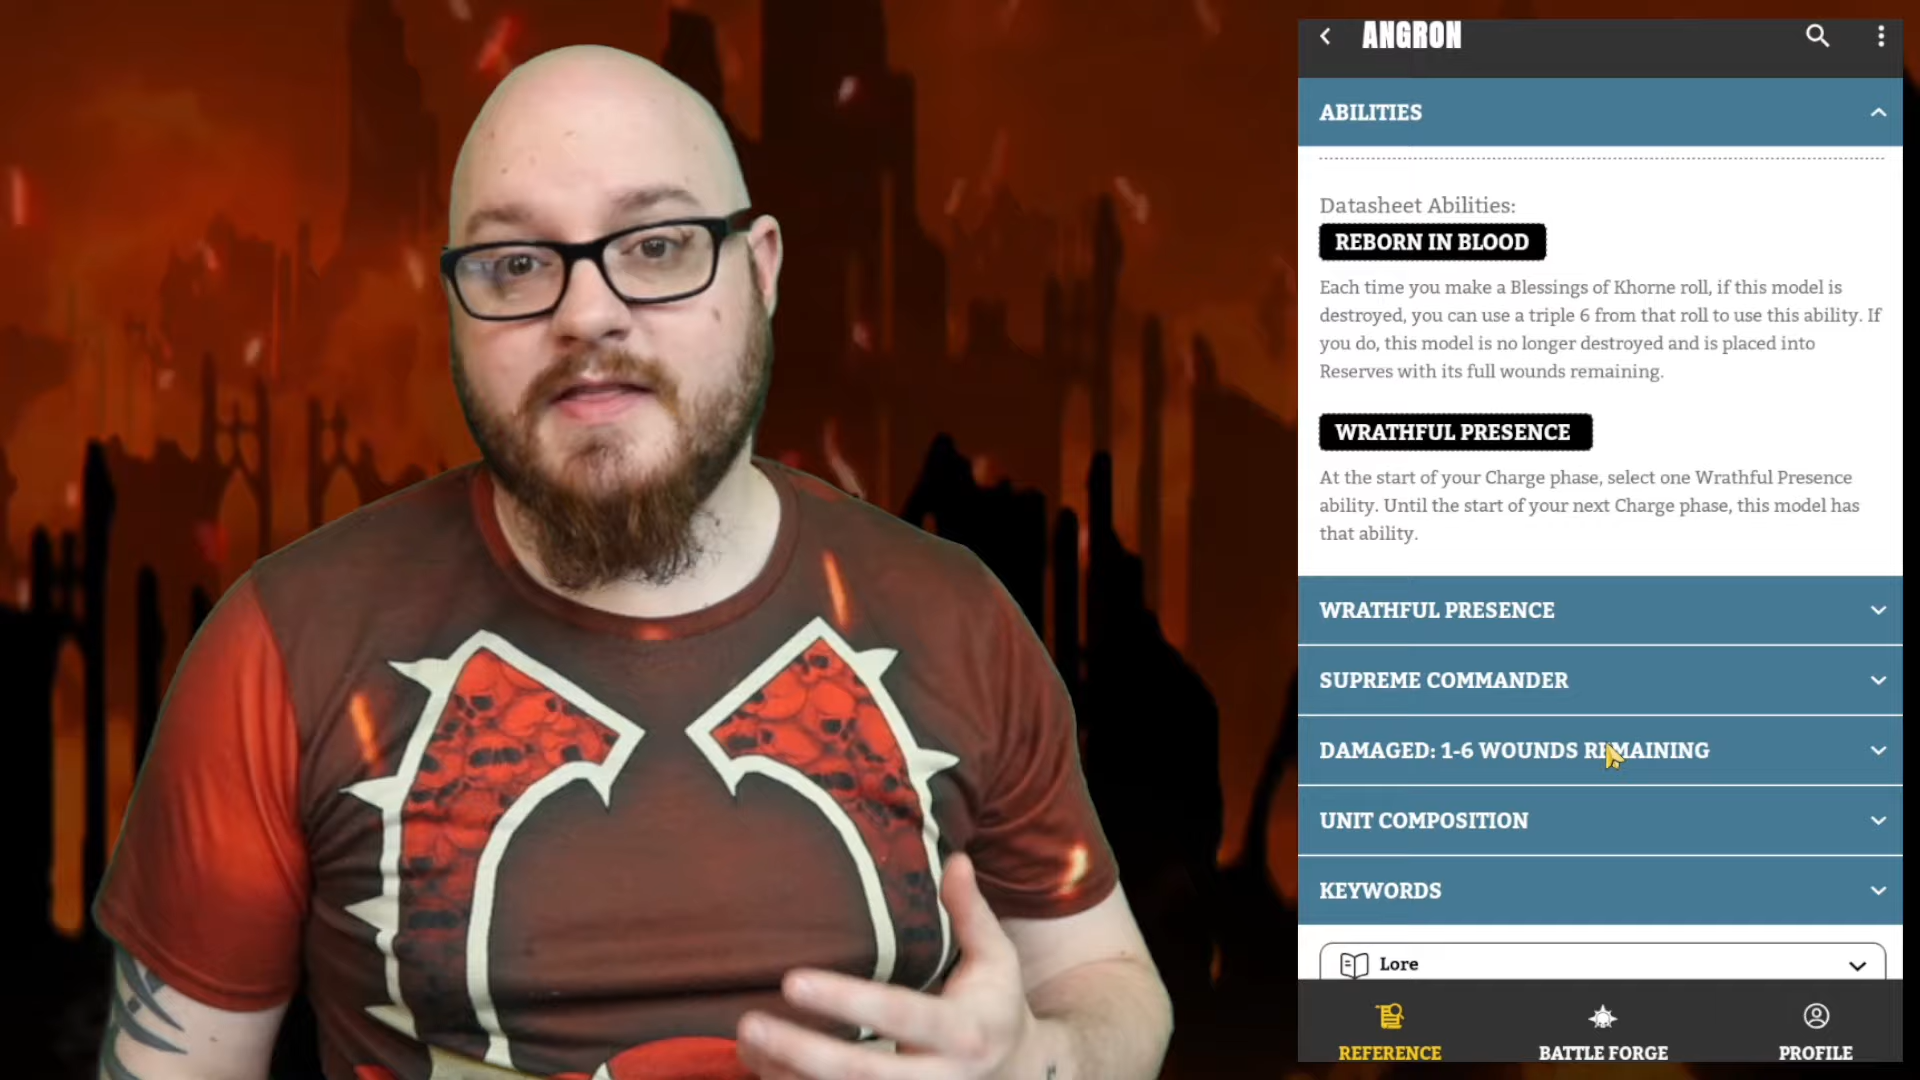 ANGRON
ABILITIES
Datasheet Abilities:
REBORN IN BLOOD
Each time you make a Blessings of Khorne roll, if this model is
destroyed, you can use a triple 6 from that roll to use this ability. If
you do, this model is no longer destroyed and is placed into
Reserves with its full wounds remaining.
WRATHFUL PRESENCE
At the start of your Charge phase, select one Wrathful Presence
ability. Until the start of your next Charge phase, this model has
that ability.
WRATHFUL PRESENCE
SUPREME COMMANDER
DAMAGED: 1-6 WOUNDS REMAINING
UNIT COMPOSITION
KEYWORDS
Lore
REFERENCE
BATTLE FORGE
PROFILE